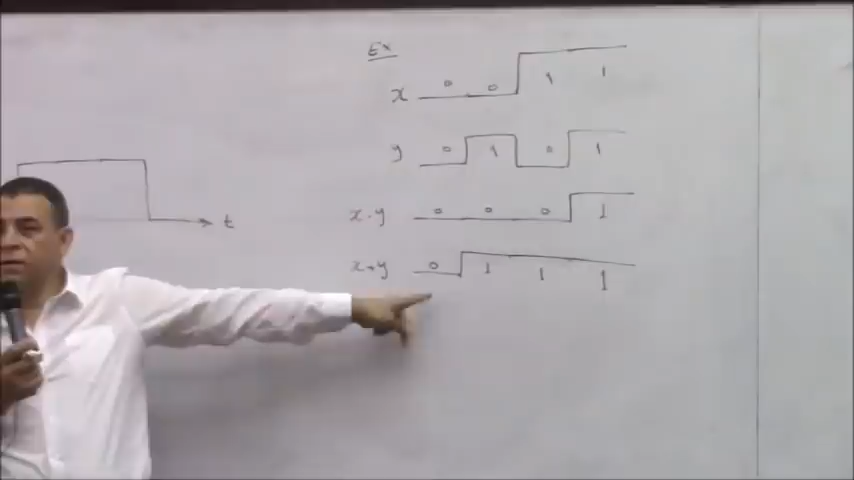 Ex
x 0 0 1 1
y 0 1 0 1
x.y 0 0 0 1
t
x+y 0 1 1 1